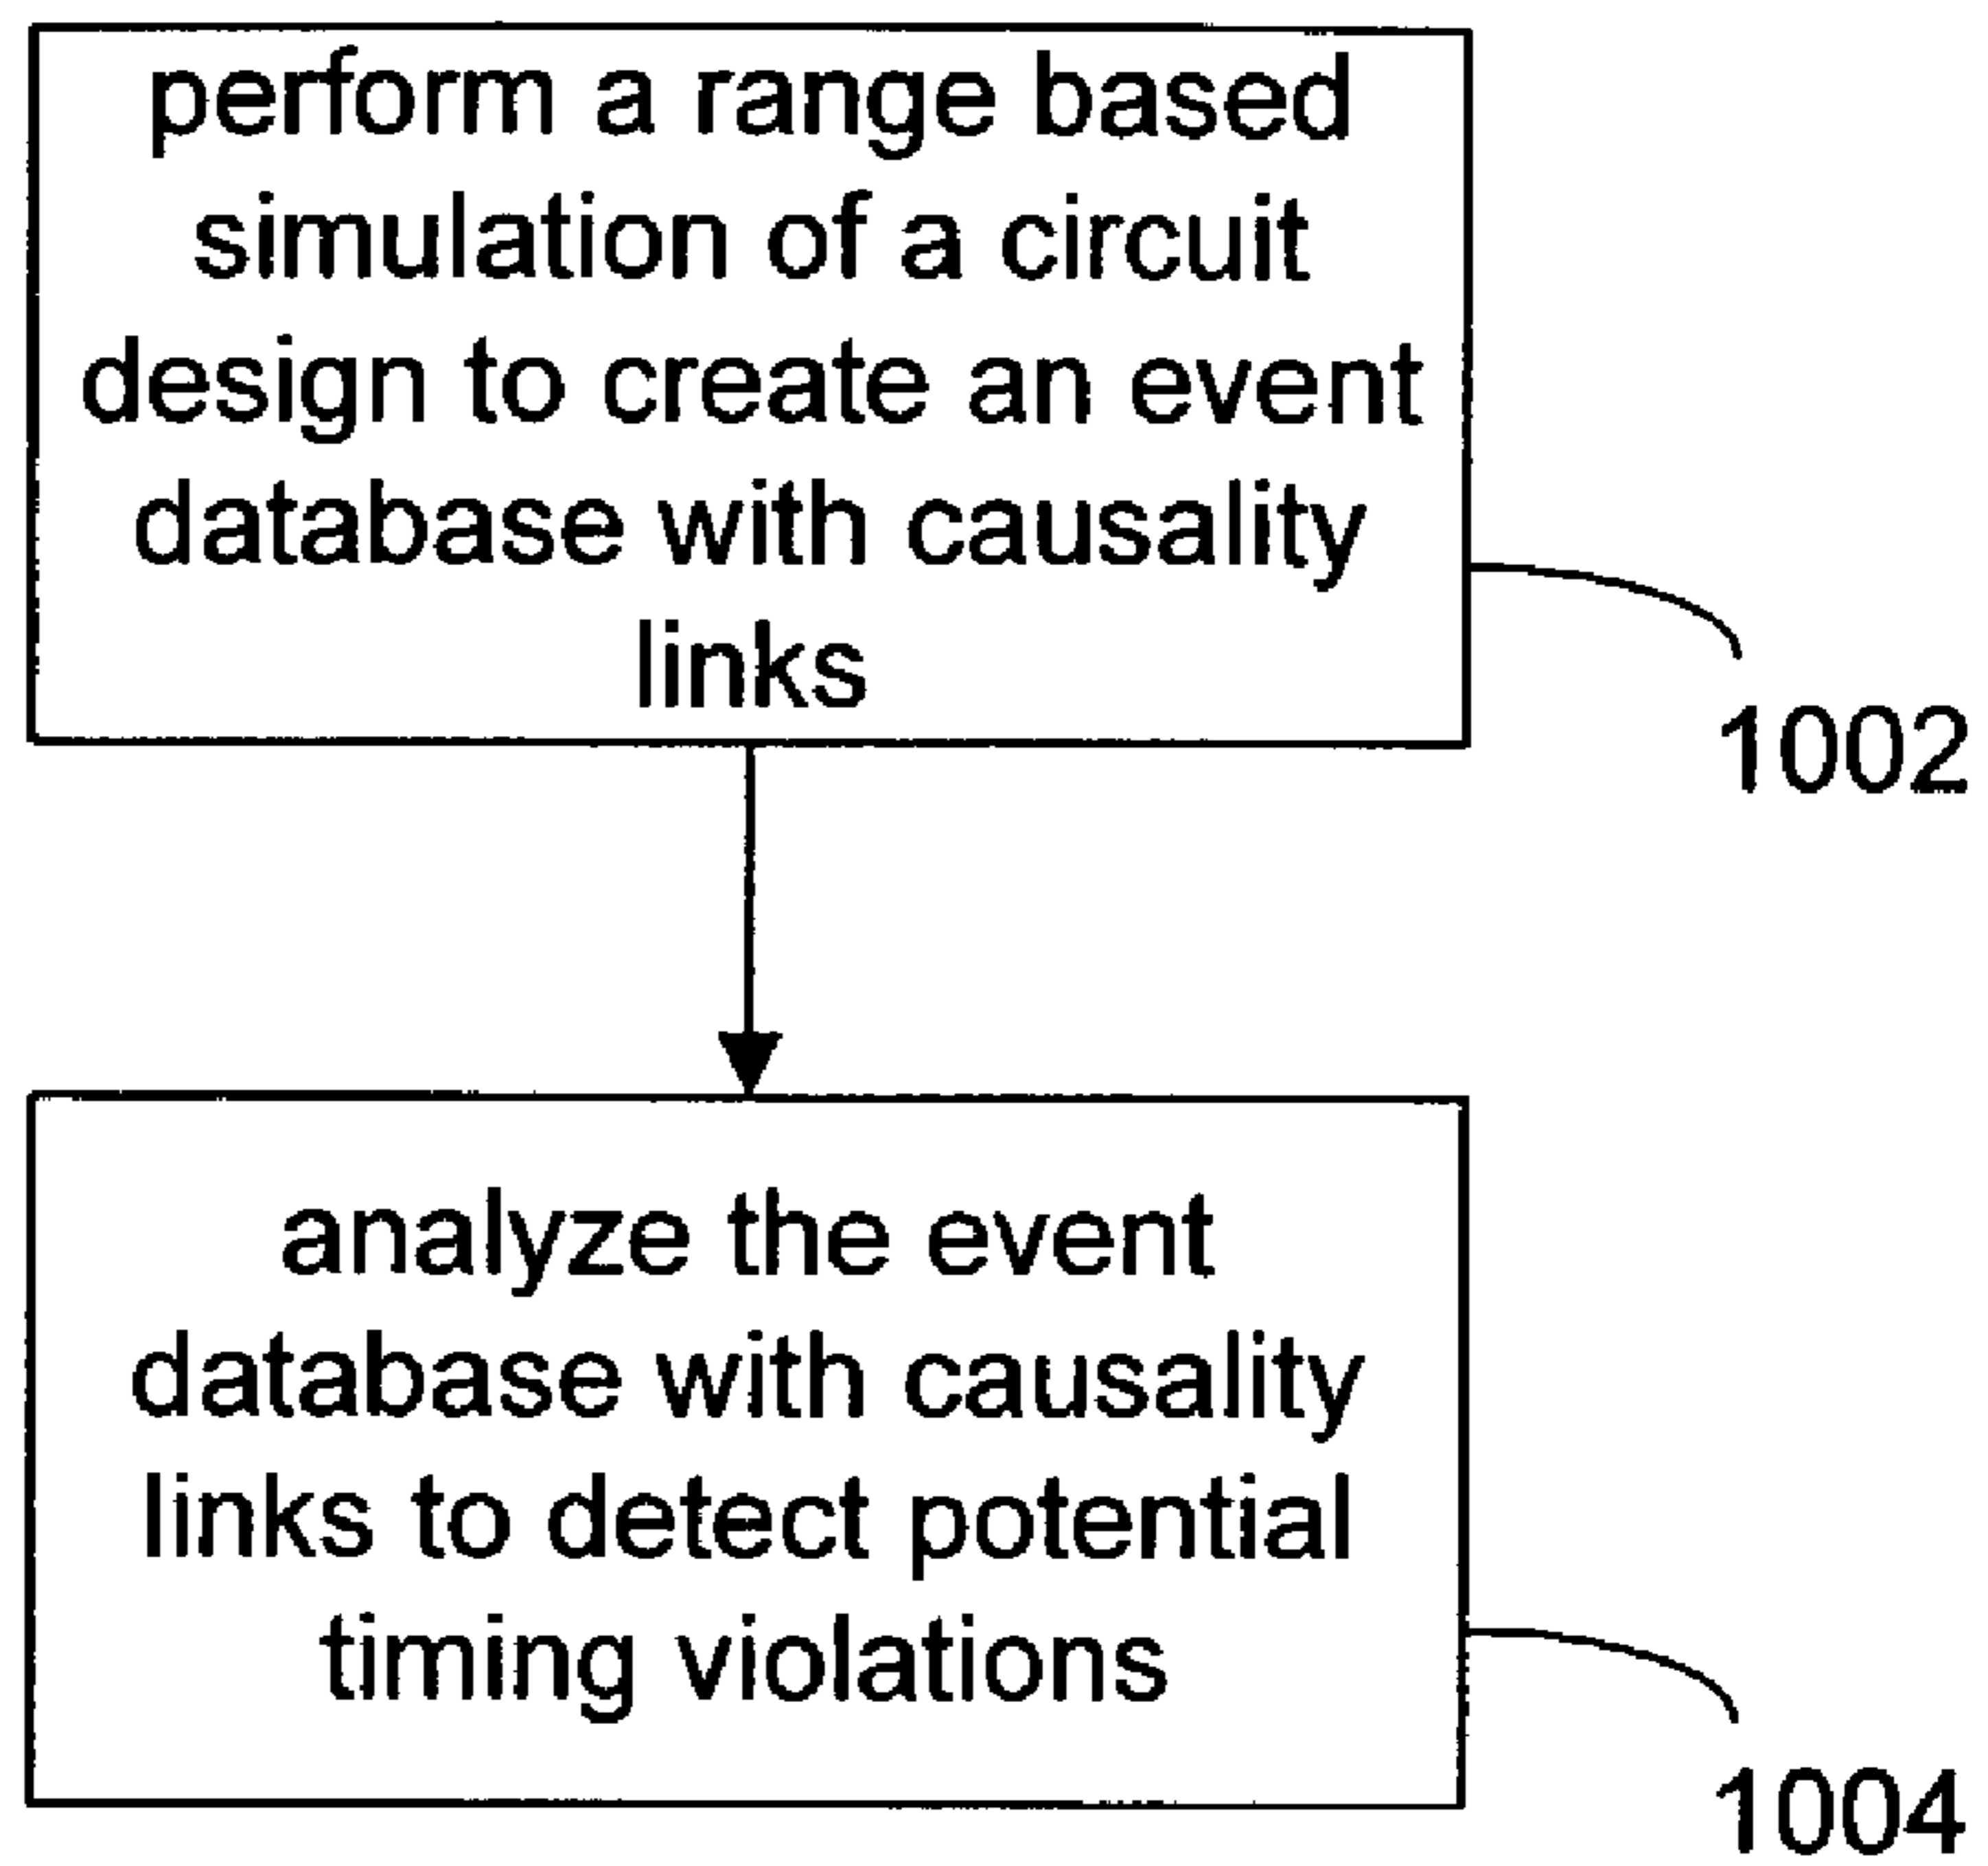 perform a range based
simulation of a circuit
design to create an event
database with causality
links
1002
analyze the event
database with causality
links to detect potential
timing violations
1004